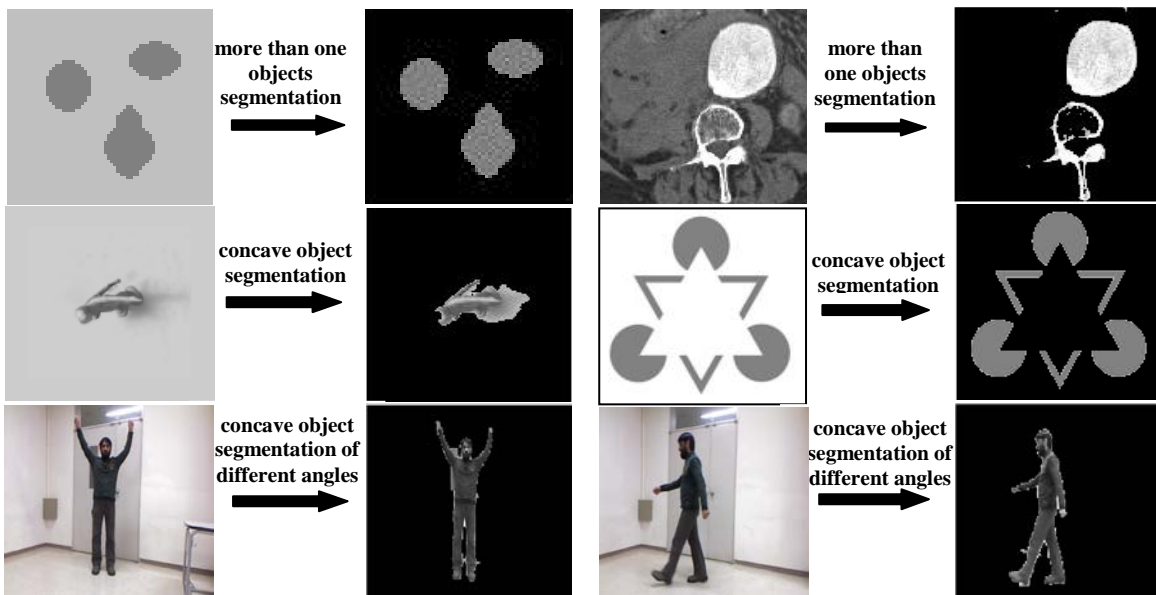 more than one
objects
segmentation
more than
one objects
segmentation
concave object
segmentation
concave object
segmentation
concave object
segmentation of
different angles
concave object
segmentation of
different angles